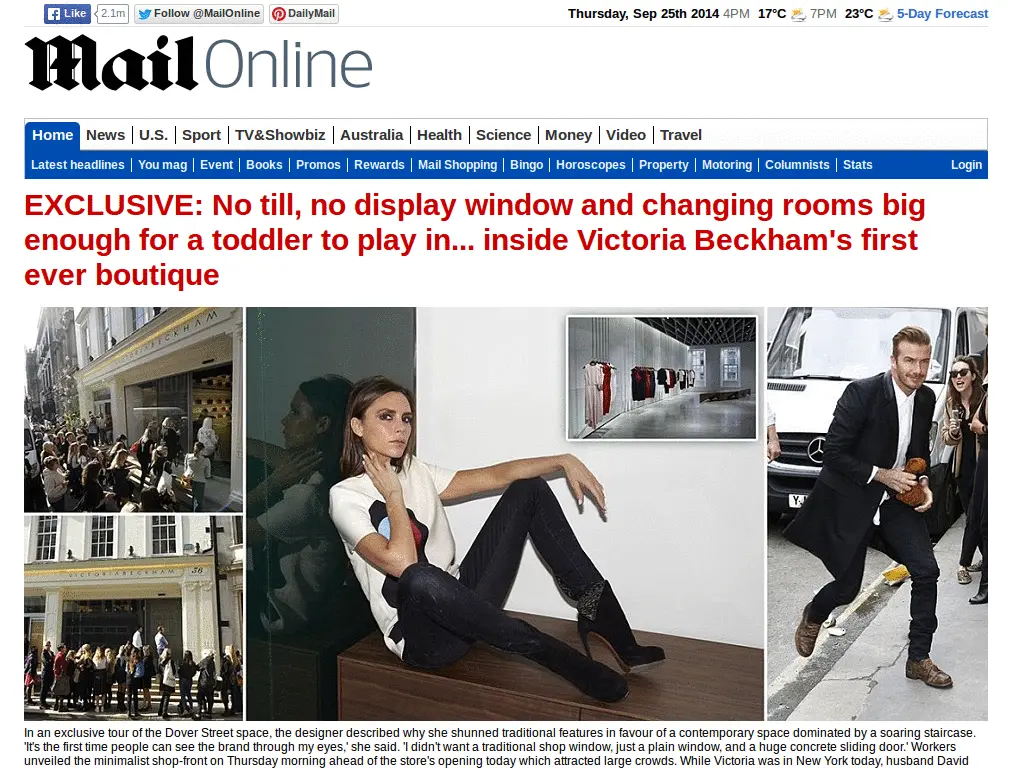 Like 2.1m Follow @MailOnline DailyMail Thursday, Sep 25th 2014 4PM 17°C 7PM 23°C 5-Day Forecast
Mail Online
Home News U.S. Sport TV&Showbiz Australia Health Science Money Video Travel
Latest headlines You mag Event Books Promos Rewards Mail Shopping Bingo Horoscopes Property Motoring Columnists Stats Login
EXCLUSIVE: No till, no display window and changing rooms big
enough for a toddler to play in... inside Victoria Beckham's first
ever boutique
VICTORIA BECKHAM
VICTORIA BECKHAM 36
In an exclusive tour of the Dover Street space, the designer described why she shunned traditional features in favour of a contemporary space dominated by a soaring staircase.
'It's the first time people can see the brand through my eyes,' she said. 'I didn't want a traditional shop window, just a plain window, and a huge concrete sliding door.' Workers
unveiled the minimalist shop-front on Thursday morning ahead of the store's opening today which attracted large crowds. While Victoria was in New York today, husband David